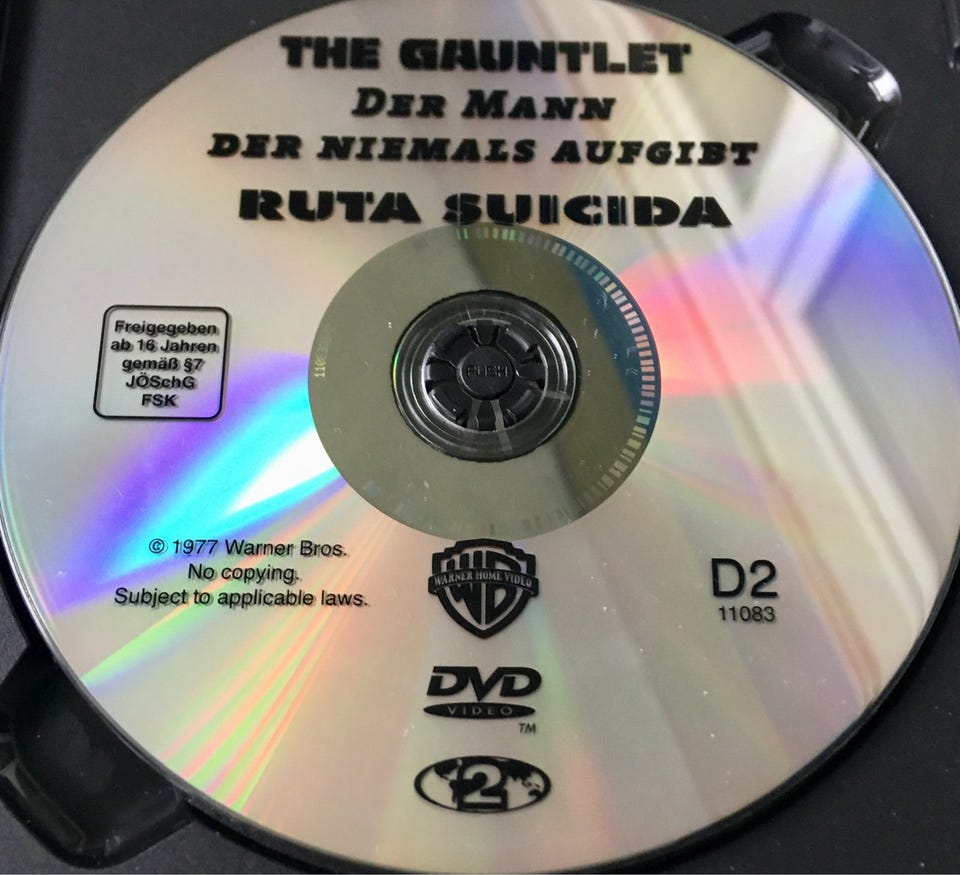 THE GAUNTLET
DER MANN
DER NIEMALS AUFGIBT
RUTA SUICIDA
Freigegeben
ab 16 Jahren
gemäß §7
JÖSchG
FSK
PUSH
© 1977 Warner Bros.
No copying.
Subject to applicable laws.
WB
WARNER HOME VIDEO
D2
11083
DVD
VIDEO
TM
2